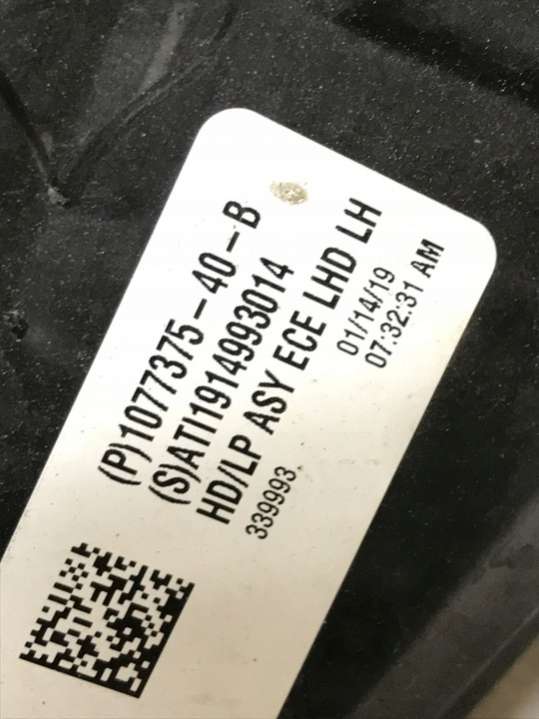 (P)1077375-40-B
(S)ATI1914993014
HD/LP ASY ECE LHD LH
339993
01/14/19
07:32:31 AM